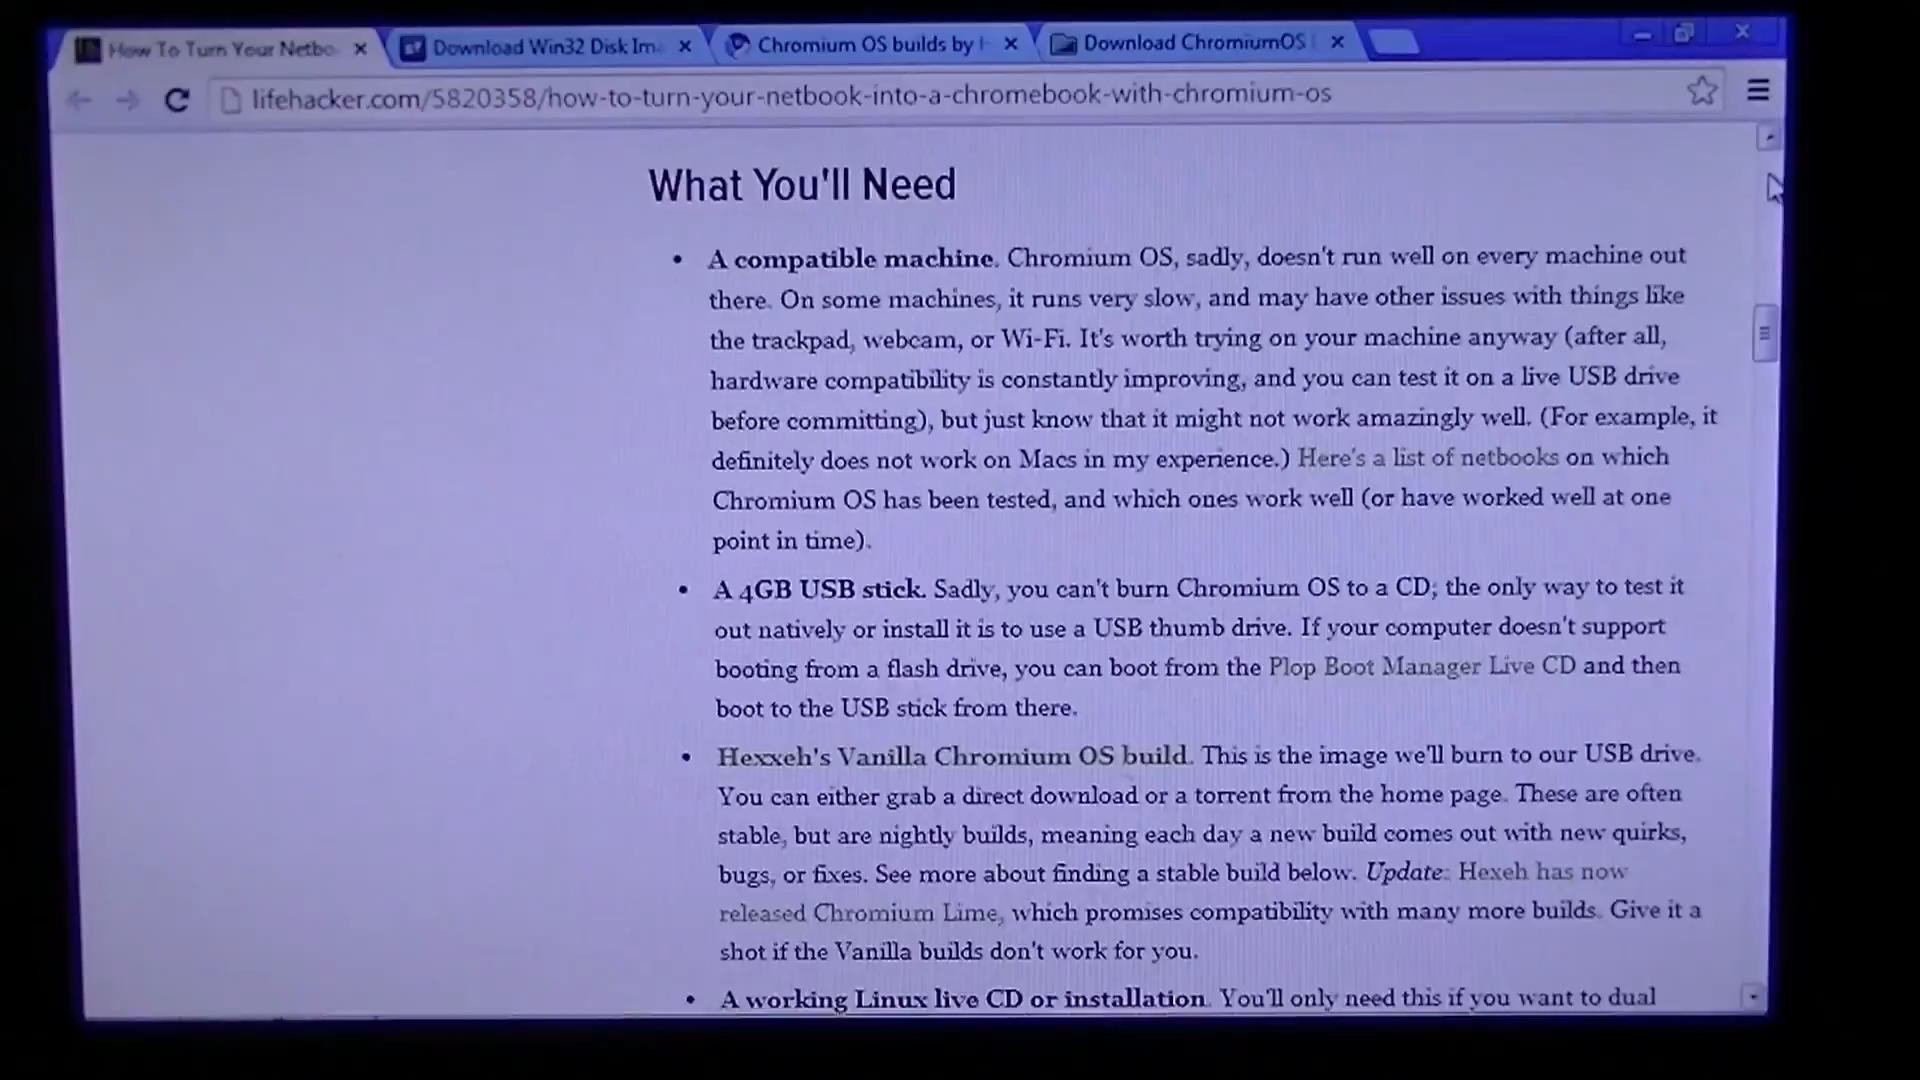 How To Turn Your Netbo
Download Win32 Disk Im
Chromium OS builds by
Download ChromiumOS
lifehacker.com/5820358/how-to-turn-your-netbook-into-a-chromebook-with-chromium-os
What You'll Need
• A compatible machine. Chromium OS, sadly, doesn't run well on every machine out
there. On some machines, it runs very slow, and may have other issues with things like
the trackpad, webcam, or Wi-Fi. It's worth trying on your machine anyway (after all,
hardware compatibility is constantly improving, and you can test it on a live USB drive
before committing), but just know that it might not work amazingly well. (For example, it
definitely does not work on Macs in my experience.) Here's a list of netbooks on which
Chromium OS has been tested, and which ones work well (or have worked well at one
point in time).
• A 4GB USB stick. Sadly, you can't burn Chromium OS to a CD; the only way to test it
out natively or install it is to use a USB thumb drive. If your computer doesn't support
booting from a flash drive, you can boot from the Plop Boot Manager Live CD and then
boot to the USB stick from there.
• Hexxeh's Vanilla Chromium OS build. This is the image we'll burn to our USB drive.
You can either grab a direct download or a torrent from the home page. These are often
stable, but are nightly builds, meaning each day a new build comes out with new quirks,
bugs, or fixes. See more about finding a stable build below. Update: Hexeh has now
released Chromium Lime, which promises compatibility with many more builds. Give it a
shot if the Vanilla builds don't work for you.
• A working Linux live CD or installation. You'll only need this if you want to dual